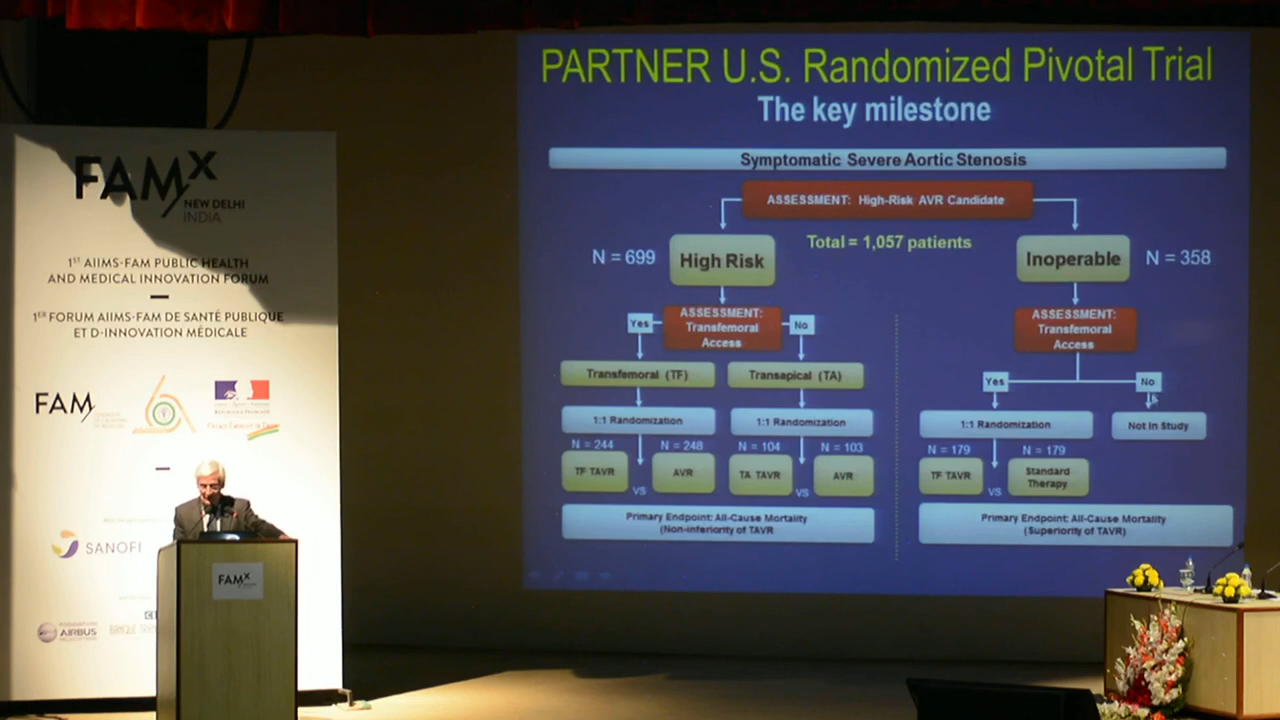 FAMX
NEW DELHI
INDIA
1ST AIIMS-FAM PUBLIC HEALTH
AND MEDICAL INNOVATION FORUM
1ER FORUM AIIMS-FAM DE SANTÉ PUBLIQUE
ET D-INNOVATION MÉDICALE
FAM
SANOFI
FONDATION
AIRBUS
FAMX
PARTNER U.S. Randomized Pivotal Trial
The key milestone
Symptomatic Severe Aortic Stenosis
ASSESSMENT: High-Risk AVR Candidate
Total = 1,057 patients
N = 699
High Risk
Inoperable
N = 358
ASSESSMENT:
Transfemoral
Access
Yes
No
ASSESSMENT:
Transfemoral
Access
Yes
No
Transfemoral (TF)
Transapical (TA)
1:1 Randomization
1:1 Randomization
1:1 Randomization
Not In Study
N = 244
N = 248
N = 104
N = 103
N = 179
N = 179
TF TAVR
VS
AVR
TA TAVR
VS
AVR
TF TAVR
VS
Standard
Therapy
Primary Endpoint: All-Cause Mortality
(Non-inferiority of TAVR
Primary Endpoint: All-Cause Mortality
(Superiority of TAVR)